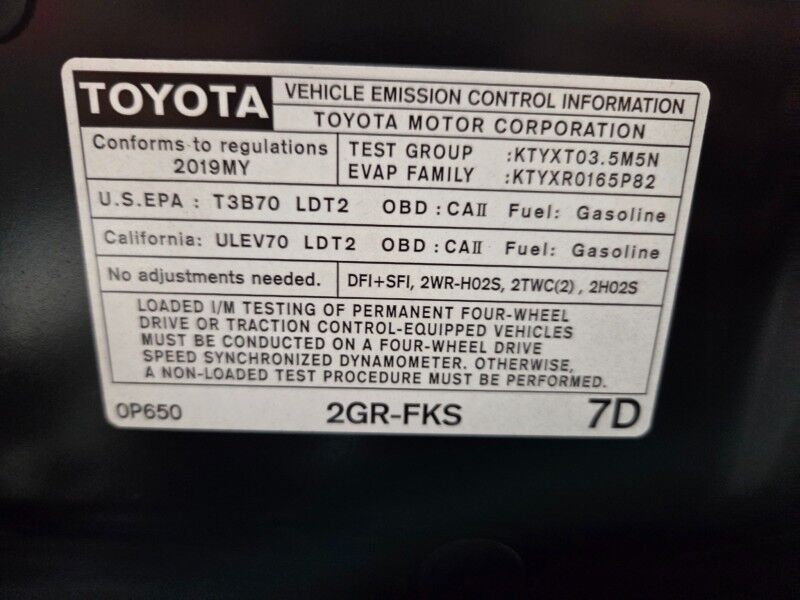 TOYOTA
VEHICLE EMISSION CONTROL INFORMATION
TOYOTA MOTOR CORPORATION
Conforms to regulations
2019MY
TEST GROUP :KTYXT03.5M5N
EVAP FAMILY :KTYXR0165P82
U.S.EPA : T3B70 LDT2 OBD : CAII Fuel: Gasoline
California: ULEV70 LDT2 OBD : CAII Fuel: Gasoline
No adjustments needed.
DFI+SFI, 2WR-HO2S, 2TWC(2) , 2HO2S
LOADED I/M TESTING OF PERMANENT FOUR-WHEEL
DRIVE OR TRACTION CONTROL-EQUIPPED VEHICLES
MUST BE CONDUCTED ON A FOUR-WHEEL DRIVE
SPEED SYNCHRONIZED DYNAMOMETER. OTHERWISE,
A NON-LOADED TEST PROCEDURE MUST BE PERFORMED.
0P650 2GR-FKS 7D